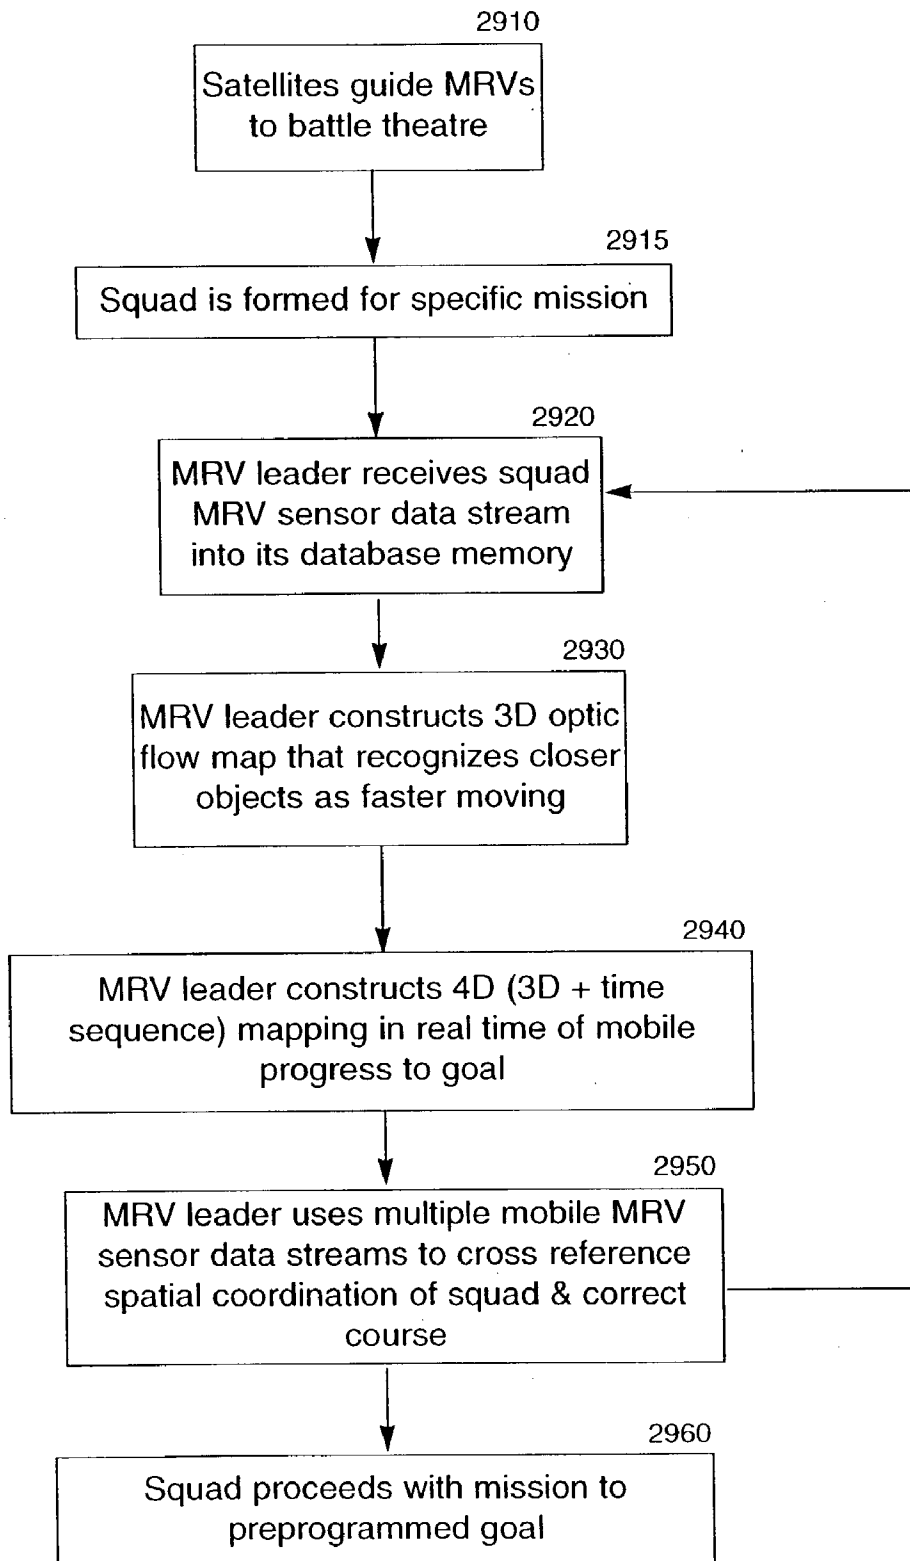 2910
Satellites guide MRVs
to battle theatre
2915
Squad is formed for specific mission
2920
MRV leader receives squad
MRV sensor data stream
into its database memory
2930
MRV leader constructs 3D optic
flow map that recognizes closer
objects as faster moving
2940
MRV leader constructs 4D (3D + time
sequence) mapping in real time of mobile
progress to goal
2950
MRV leader uses multiple mobile MRV
sensor data streams to cross reference
spatial coordination of squad & correct
course
2960
Squad proceeds with mission to
preprogrammed goal